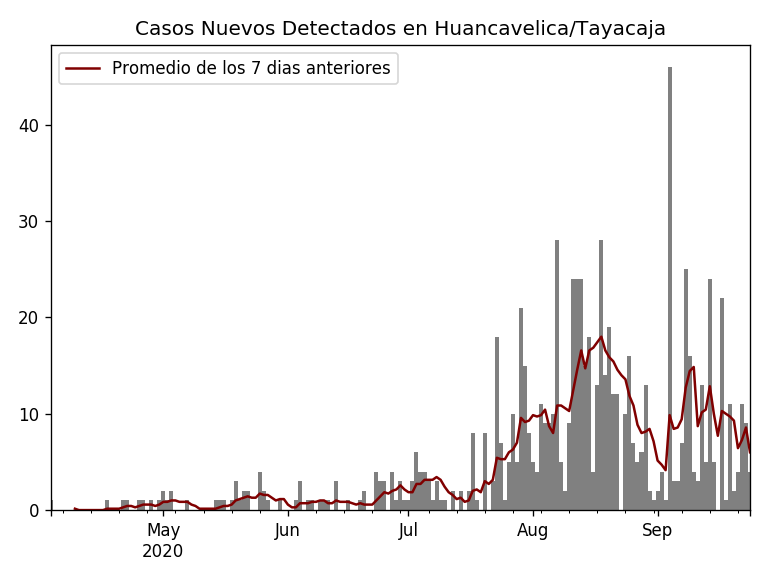 Casos Nuevos Detectados en Huancavelica/Tayacaja
Promedio de los 7 dias anteriores
40
30
20
10
0
May Jun Jul Aug Sep
2020